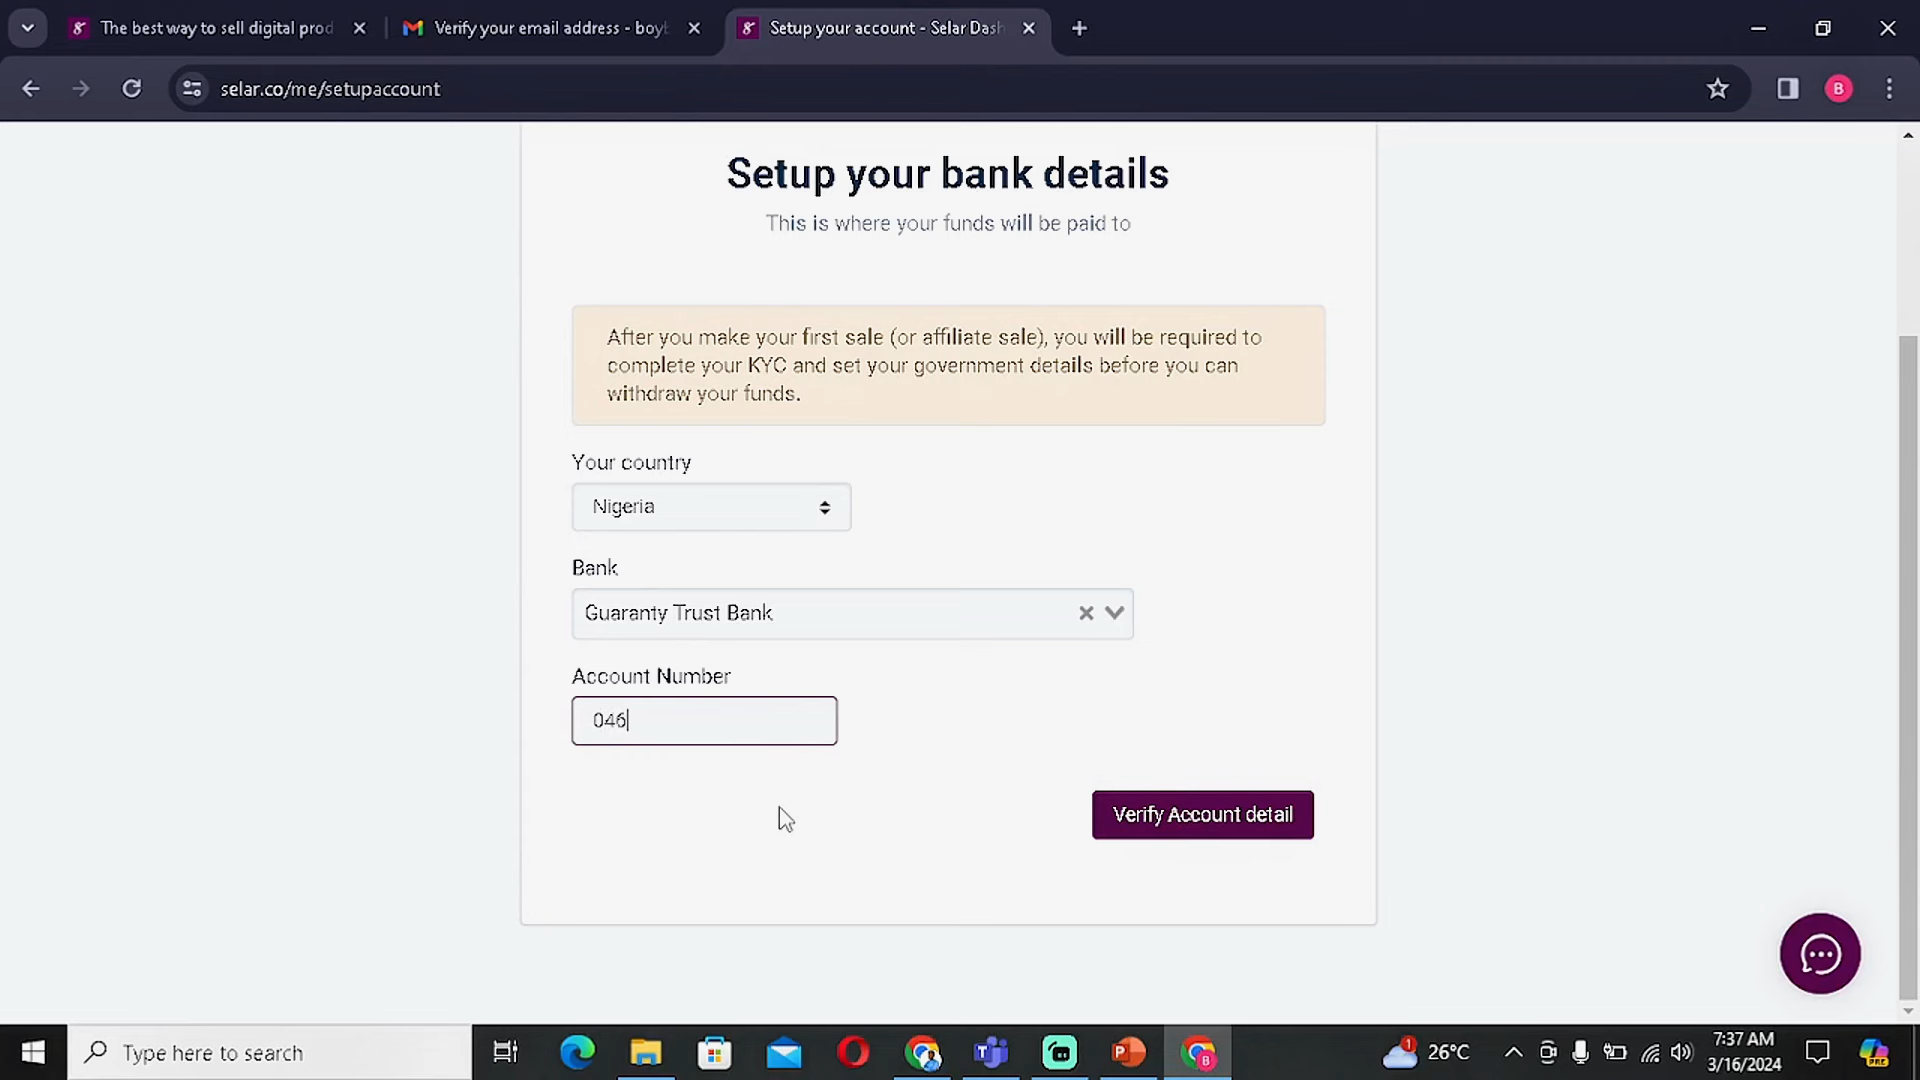 The best way to sell digital prod
Verify your email address - boyb
Setup your account - Selar Dash
selar.co/me/setupaccount
B
Setup your bank details
This is where your funds will be paid to
After you make your first sale (or affiliate sale), you will be required to
complete your KYC and set your government details before you can
withdraw your funds.
Your country
Nigeria
Bank
Guaranty Trust Bank
Account Number
046
Verify Account detail
Type here to search
1
26°C
7:37 AM
3/16/2024
PRE